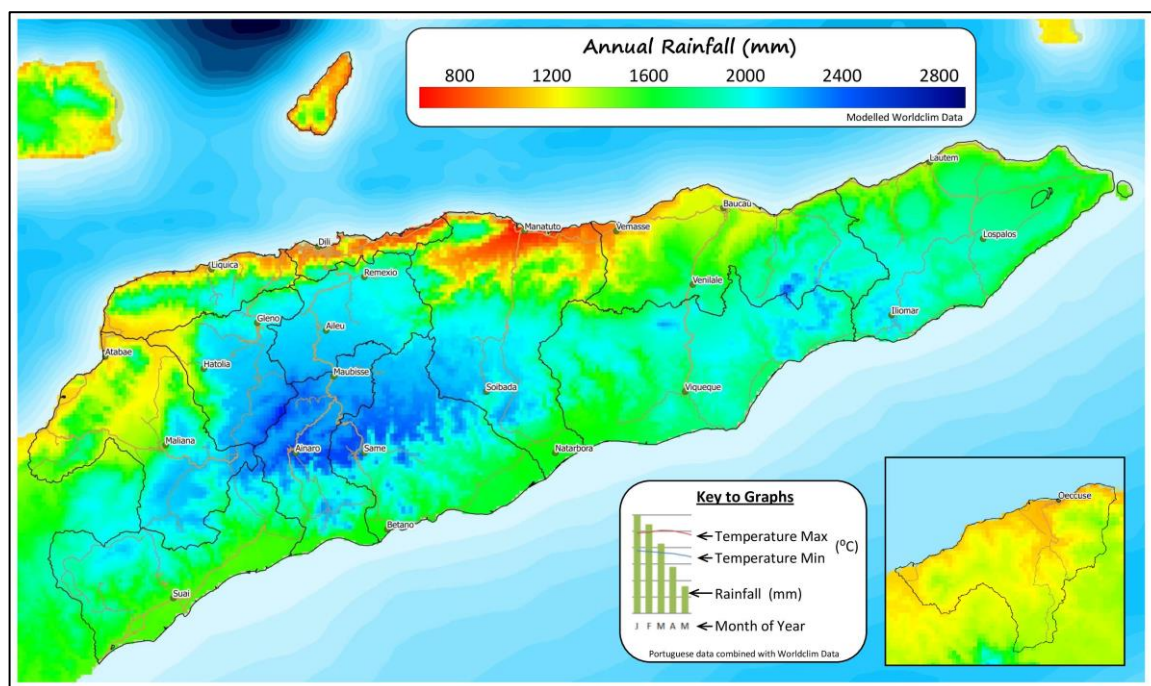 Annual Rainfall (mm)
800 1200 1600 2000 2400 2800
Modelled Worldclim Data
Lautem
Baucau
Manatuto
Vemasse
Lospalos
Dili
Liquica
Remexio
Venilale
Iliomar
Gleno
Aileu
Atabae
Hatolia
Maubisse
Soibada
Viqueque
Maliana
Ainaro
Same
Natarbora
Betano
Suai
Key to Graphs
Temperature Max
(⁰C)
Temperature Min
Rainfall (mm)
J F M A M
Month of Year
Portuguese data combined with Worldclim Data
Oeccuse